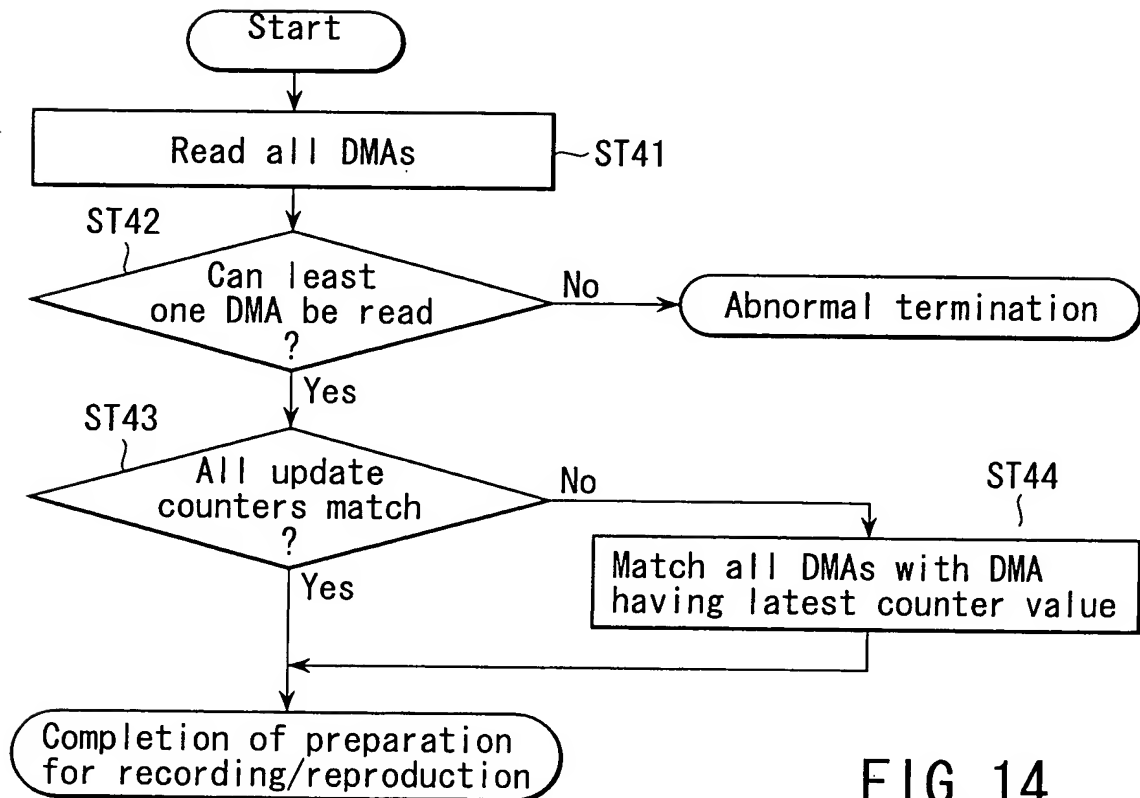 Start
Read all DMAs
ST41
ST42
Can least
one DMA be read
?
No
Abnormal termination
Yes
ST43
All update
counters match
?
No
ST44
Match all DMAs with DMA
having latest counter value
Yes
Completion of preparation
for recording/reproduction
FIG 14